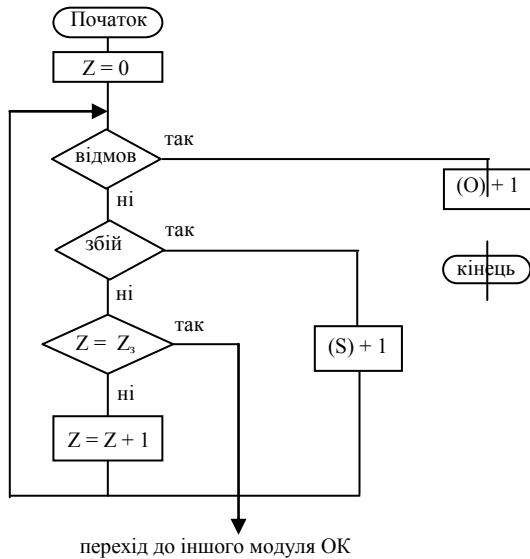 Початок
Z = 0
відмов
так
(O) + 1
ні
збій
так
кінець
ні
Z = Zз
так
(S) + 1
ні
Z = Z + 1
перехід до іншого модуля ОК